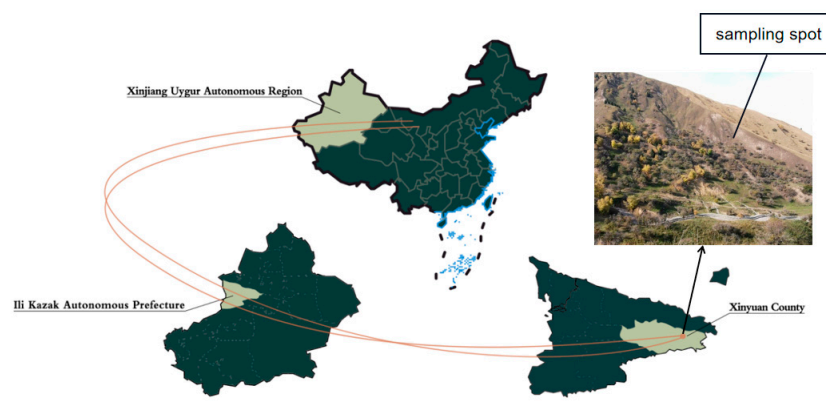 sampling spot
Xinjiang Uygur Autonomous Region
Ili Kazak Autonomous Prefecture
Xinyuan County